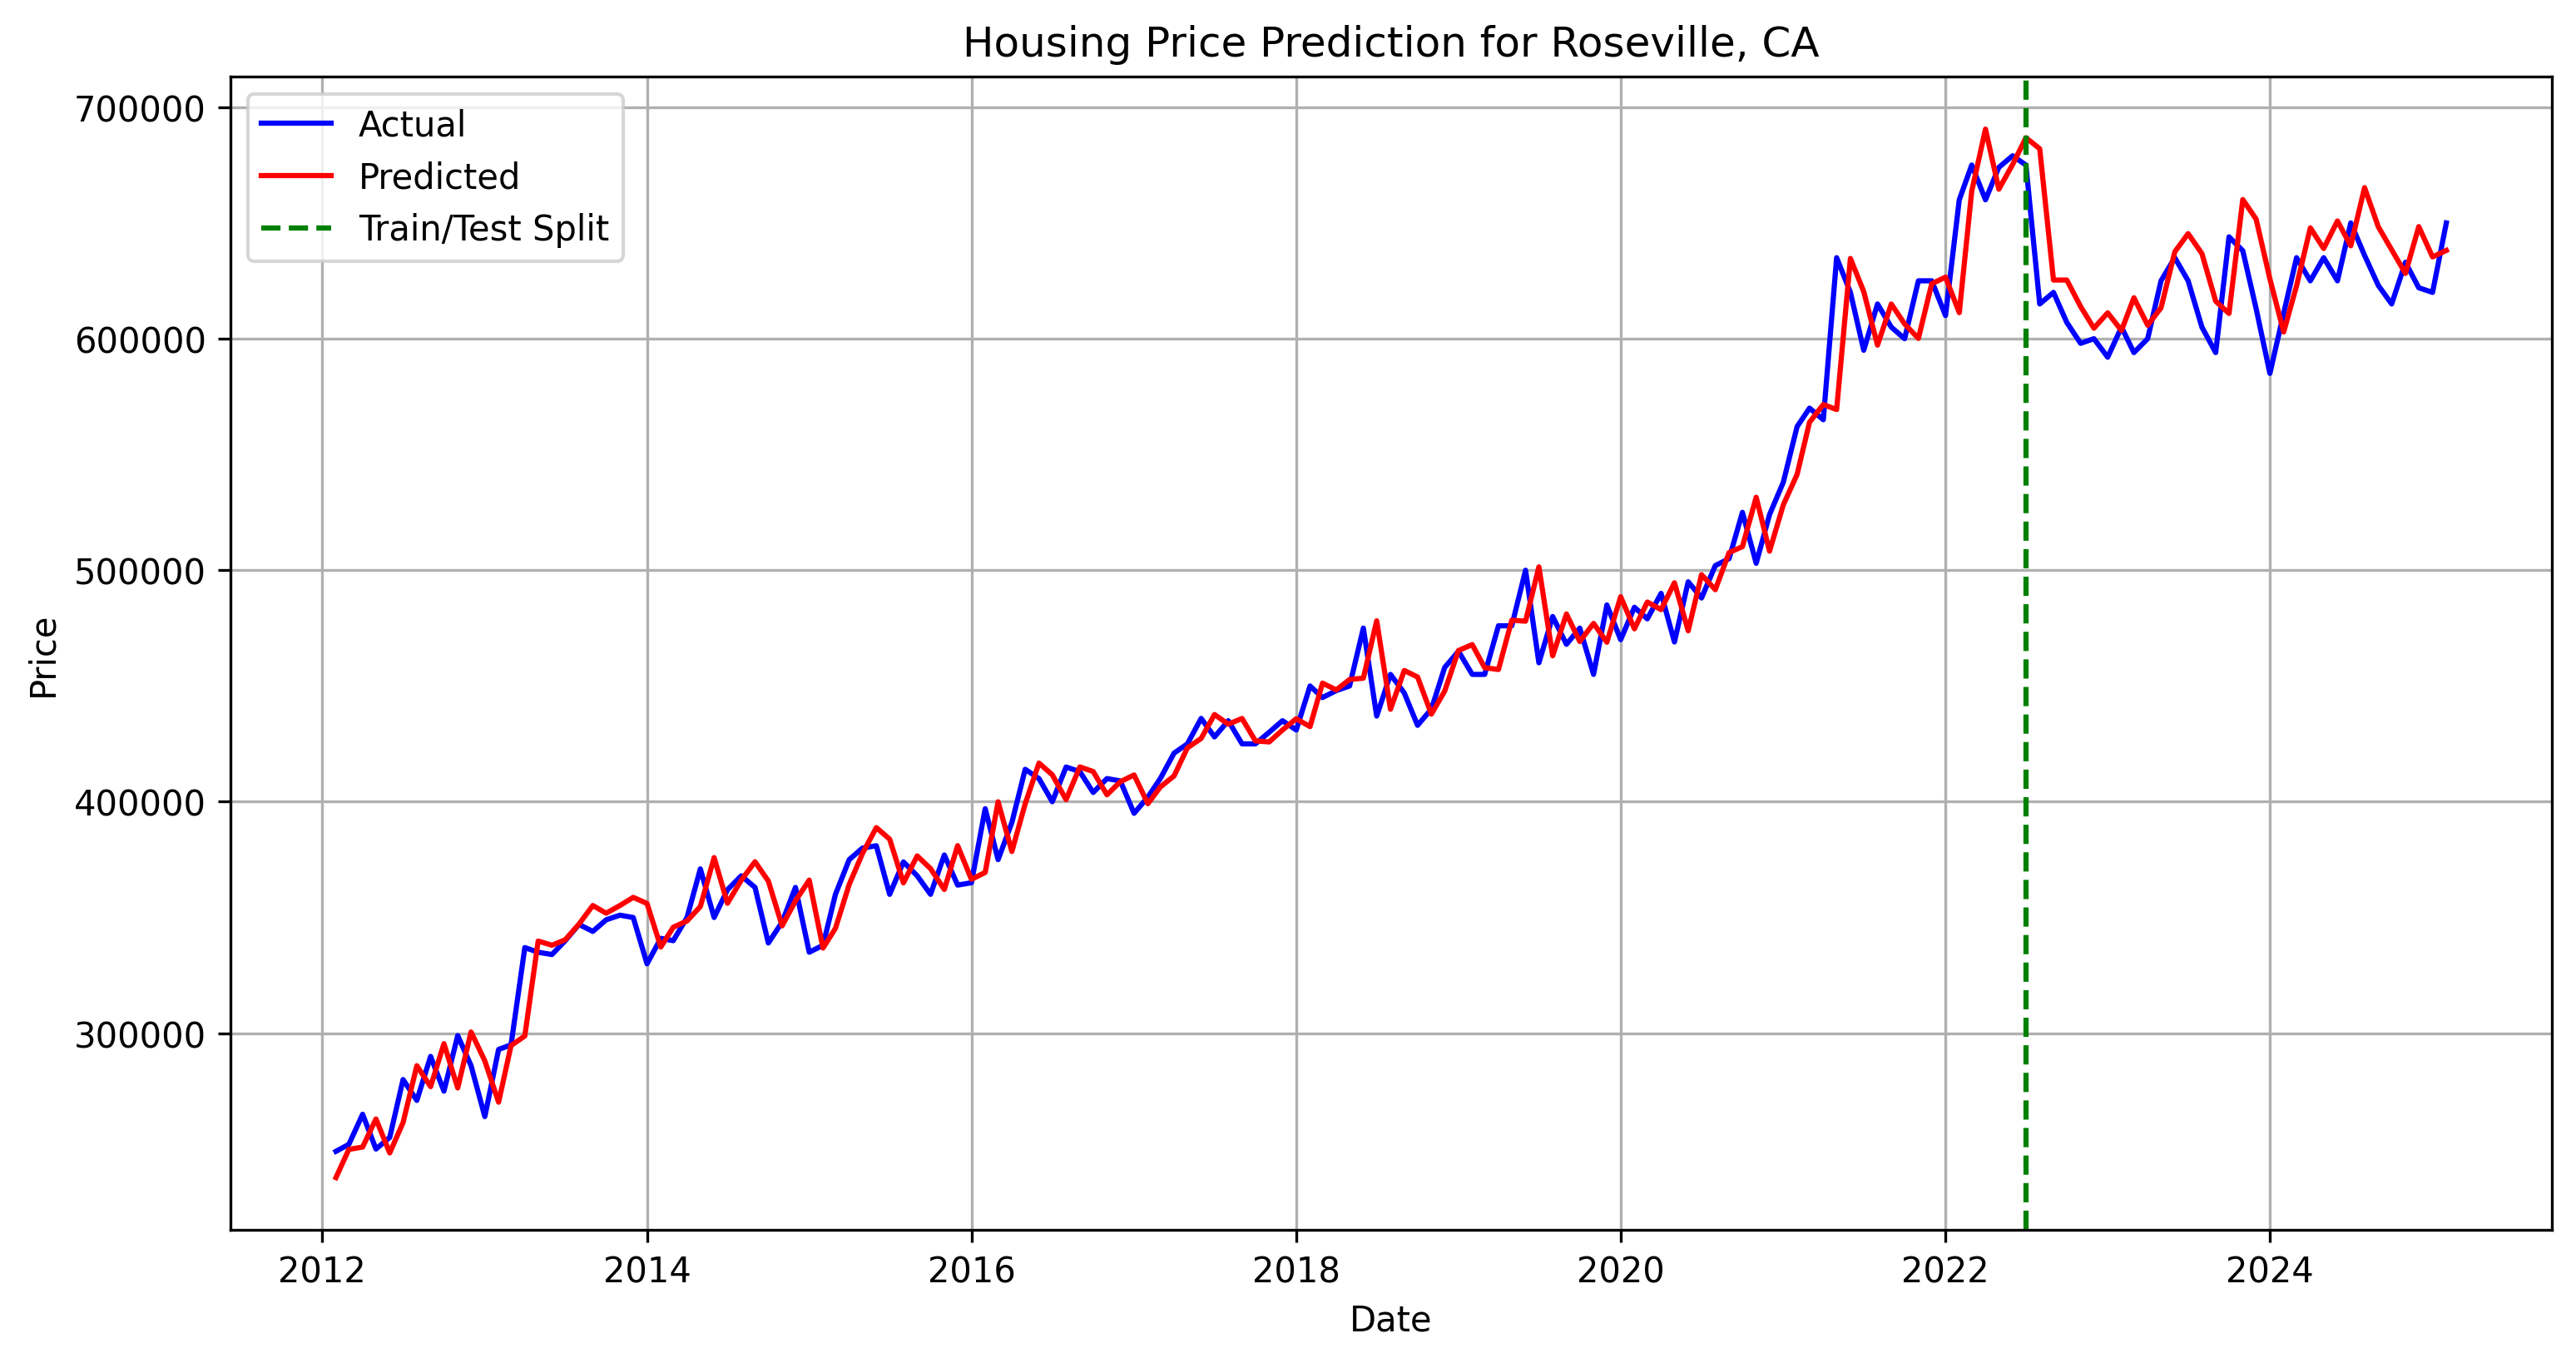 Housing Price Prediction for Roseville, CA
Actual
Predicted
Train/Test Split
700000
600000
500000
400000
300000
Price
2012 2014 2016 2018 2020 2022 2024
Date